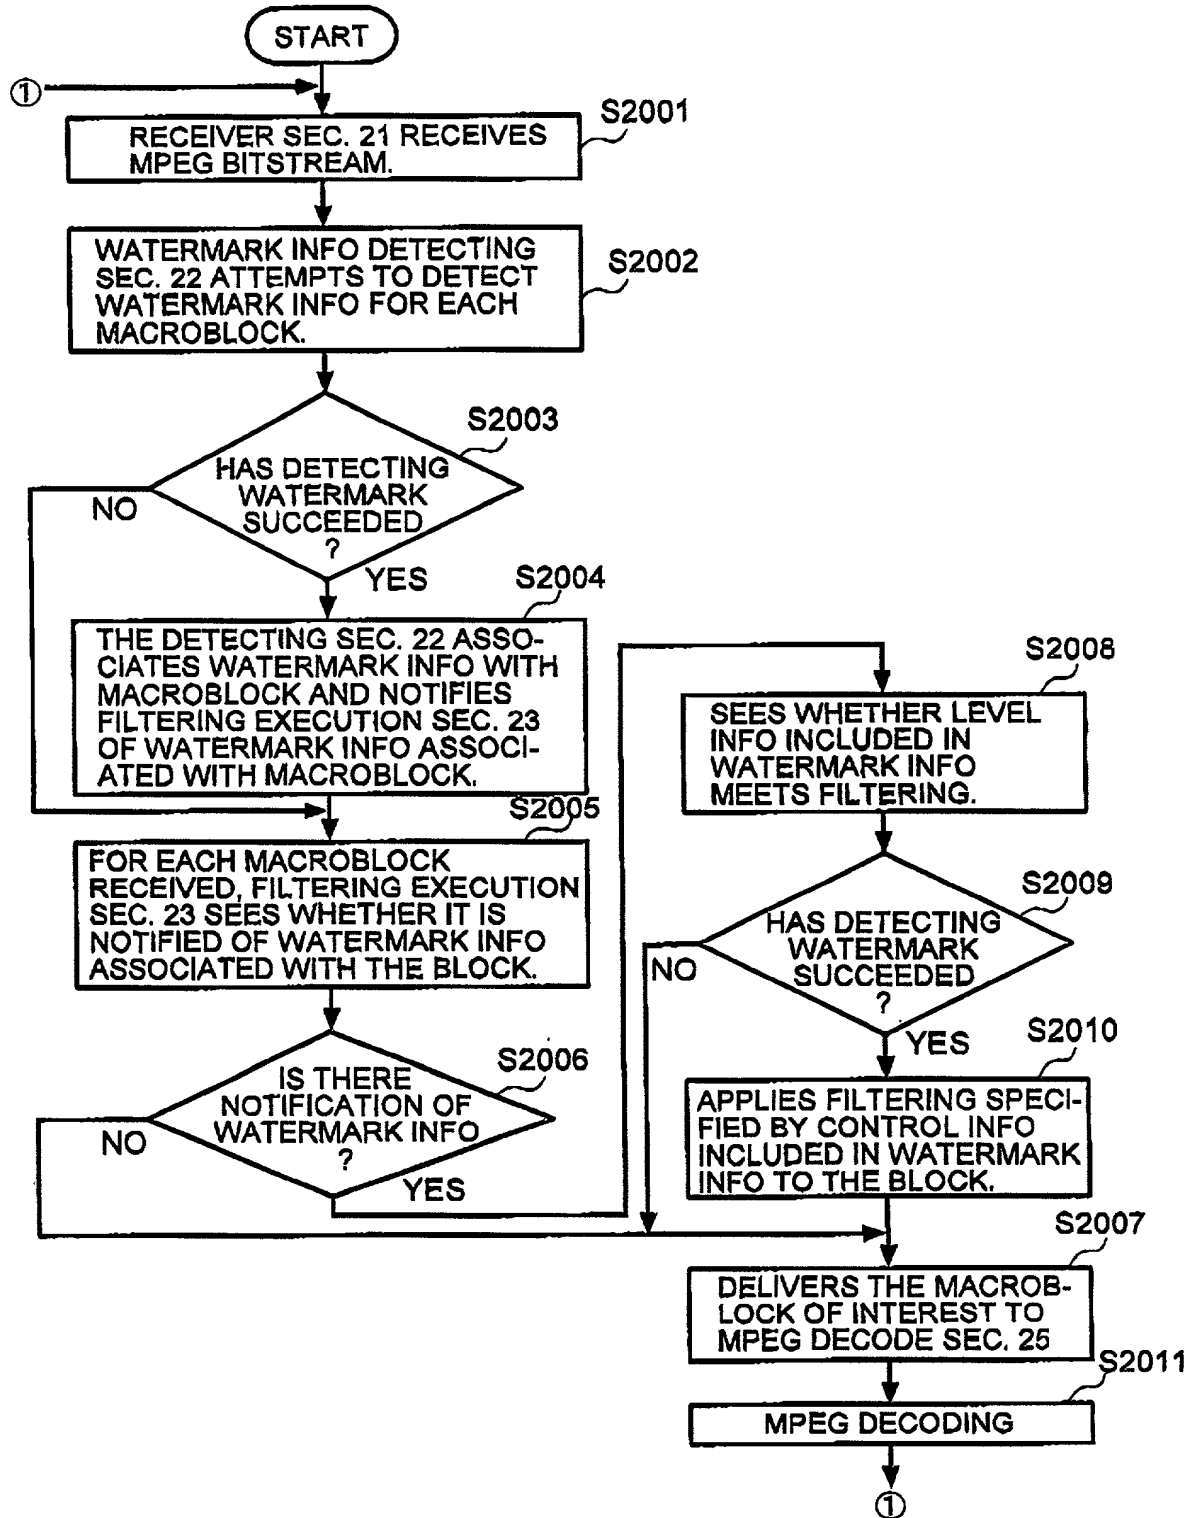 START
①
S2001
RECEIVER SEC. 21 RECEIVES
MPEG BITSTREAM.
S2002
WATERMARK INFO DETECTING
SEC. 22 ATTEMPTS TO DETECT
WATERMARK INFO FOR EACH
MACROBLOCK.
S2003
HAS DETECTING
WATERMARK
SUCCEEDED
?
NO
YES
S2004
THE DETECTING SEC. 22 ASSO-
CIATES WATERMARK INFO WITH
MACROBLOCK AND NOTIFIES
FILTERING EXECUTION SEC. 23
OF WATERMARK INFO ASSOCI-
ATED WITH MACROBLOCK.
S2005
FOR EACH MACROBLOCK
RECEIVED, FILTERING EXECUTION
SEC. 23 SEES WHETHER IT IS
NOTIFIED OF WATERMARK INFO
ASSOCIATED WITH THE BLOCK.
S2006
IS THERE
NOTIFICATION OF
WATERMARK INFO
?
NO
YES
S2008
SEES WHETHER LEVEL
INFO INCLUDED IN
WATERMARK INFO
MEETS FILTERING.
S2009
HAS DETECTING
WATERMARK
SUCCEEDED
?
NO
YES
S2010
APPLIES FILTERING SPECI-
FIED BY CONTROL INFO
INCLUDED IN WATERMARK
INFO TO THE BLOCK.
S2007
DELIVERS THE MACROB-
LOCK OF INTEREST TO
MPEG DECODE SEC. 25
S2011
MPEG DECODING
①